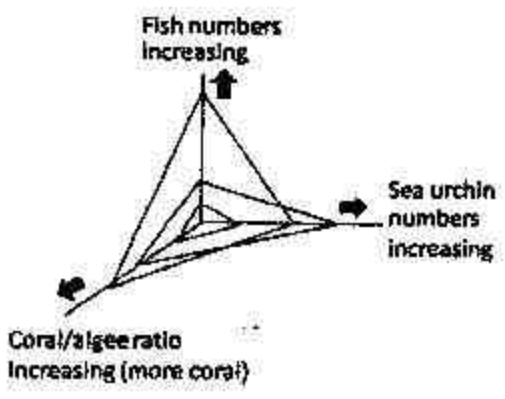 Fish numbers
increasing
Sea urchin
numbers
increasing
Coral/algee ratio
increasing (more coral)